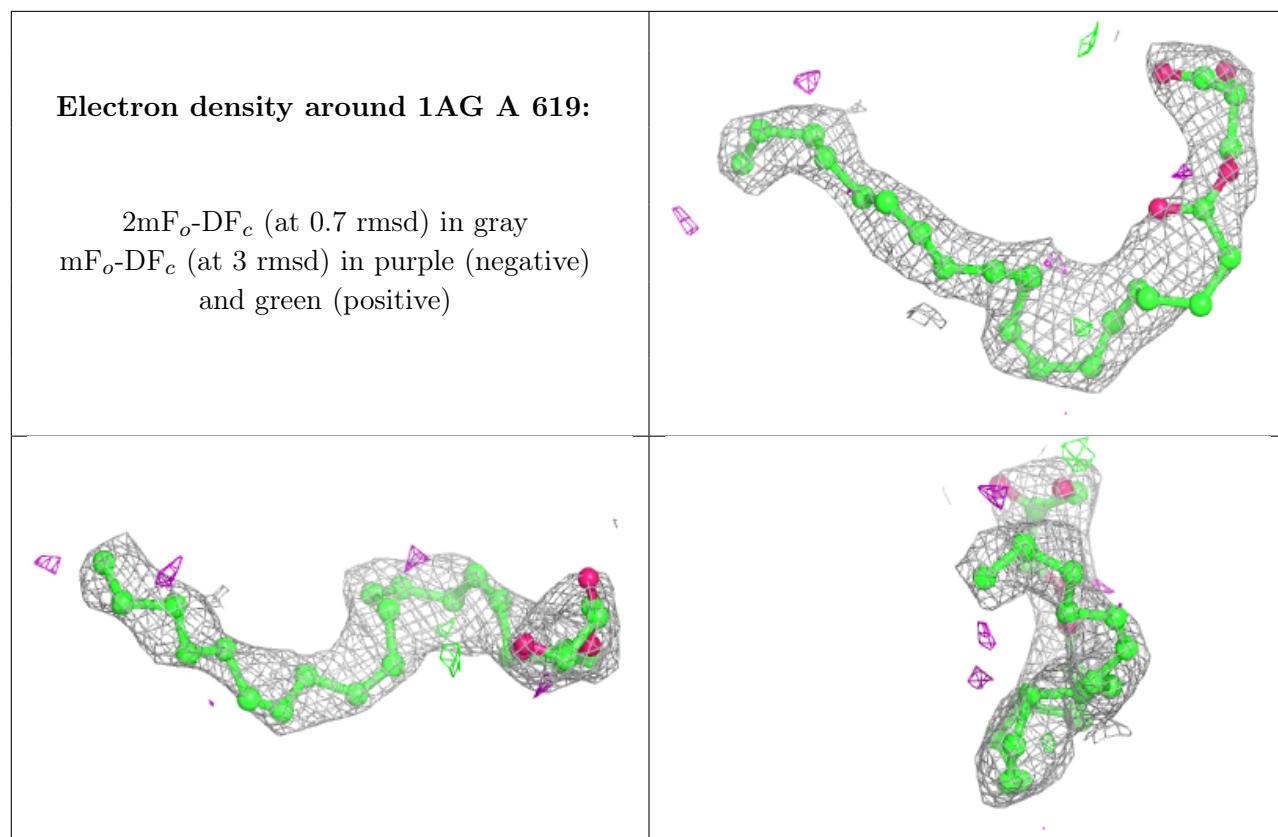 Electron density around 1AG A 619:
2mFₒ-DF𝒸 (at 0.7 rmsd) in gray
mFₒ-DF𝒸 (at 3 rmsd) in purple (negative)
and green (positive)